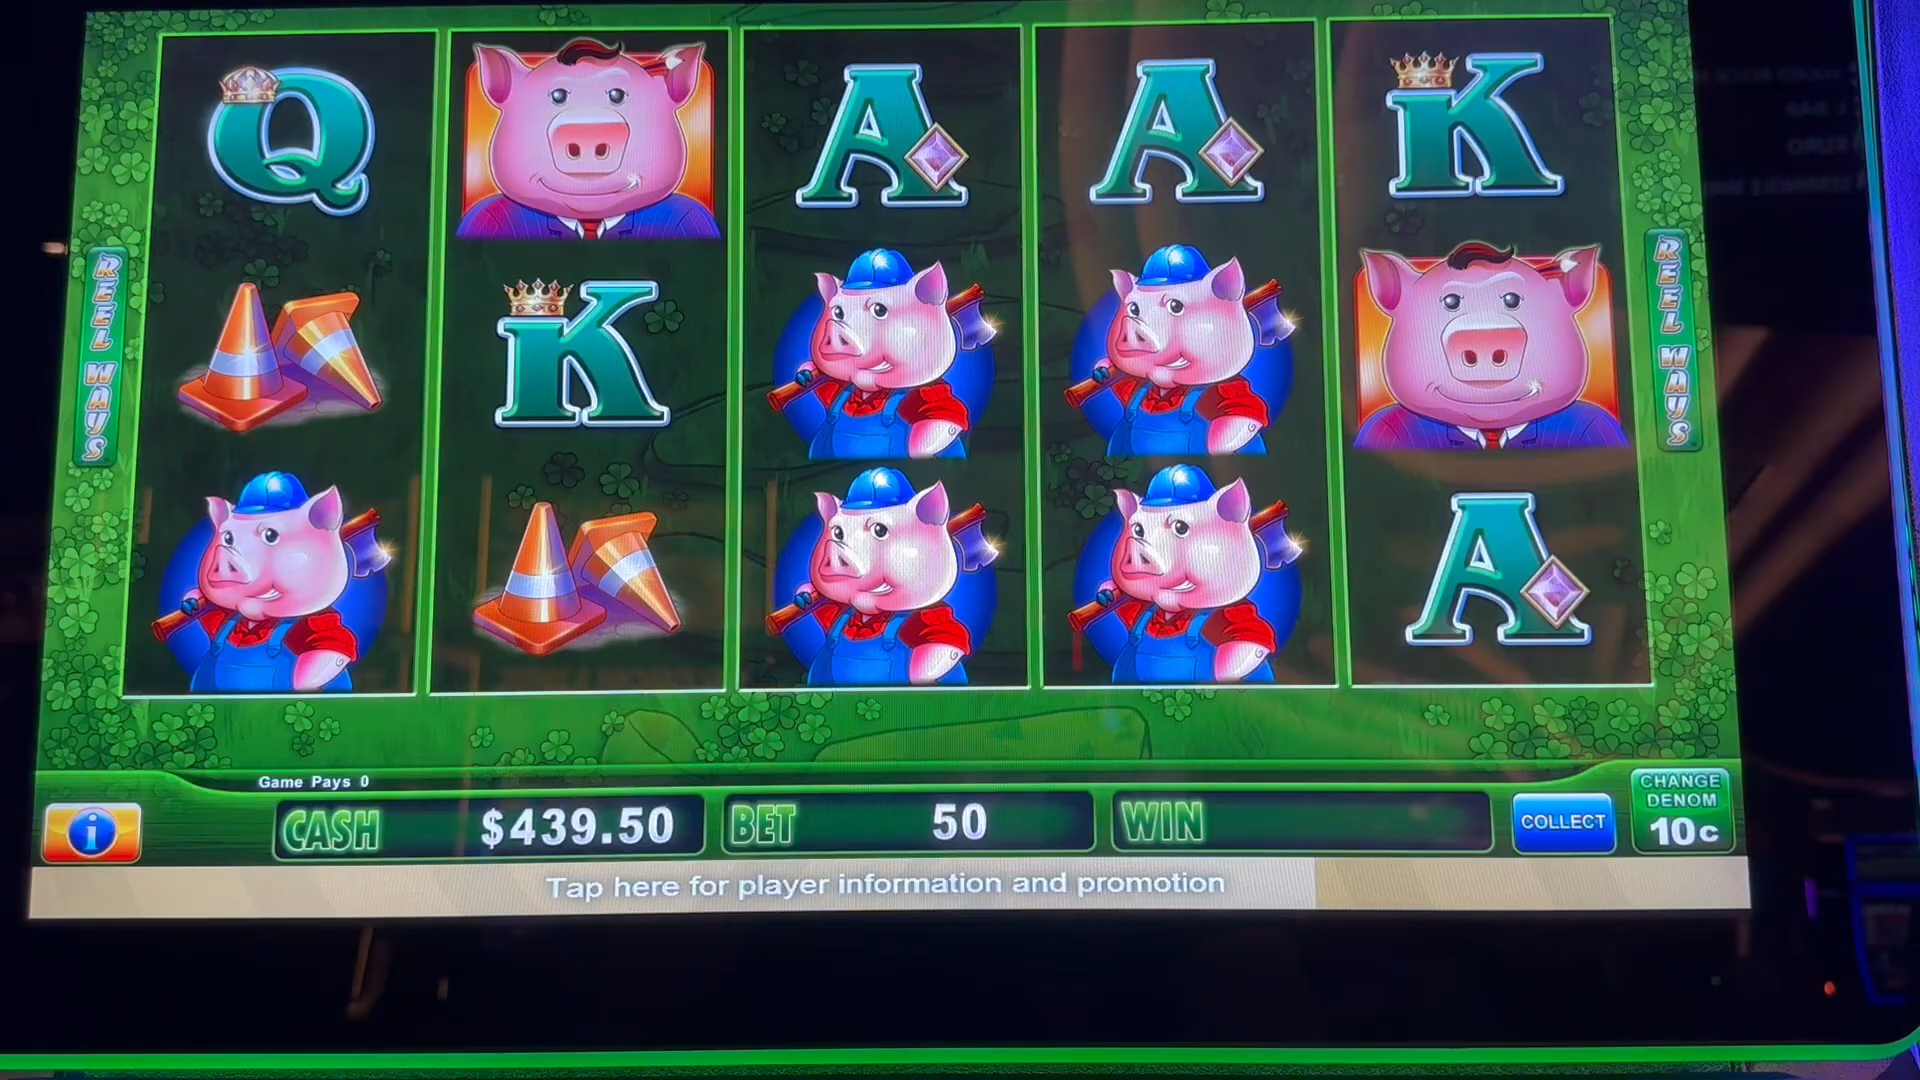 Q
A
A
K
REEL WAYS
K
REEL WAYS
A
Game Pays 0
CASH $439.50
BET 50
WIN
COLLECT
CHANGE
DENOM
10c
i
Tap here for player information and promotion